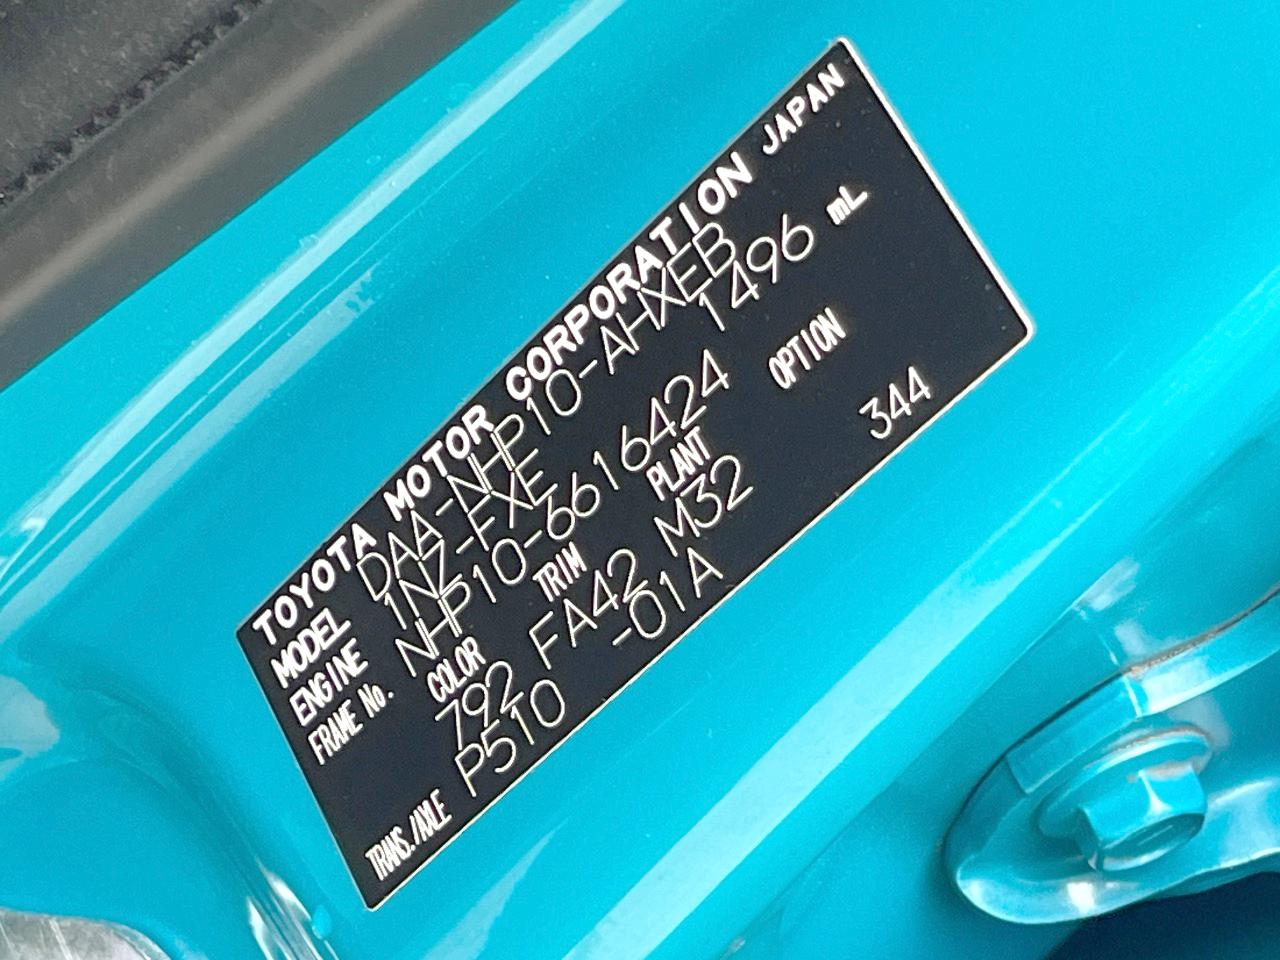 TOYOTA MOTOR CORPORATION JAPAN
MODEL DAA-NHP10-AHXEB
ENGINE 1NZ-FXE 1496 mL
FRAME No. NHP10-6616424
COLOR TRIM PLANT OPTION
792 FA42 M32 344
TRANS./AXLE P510 -01A